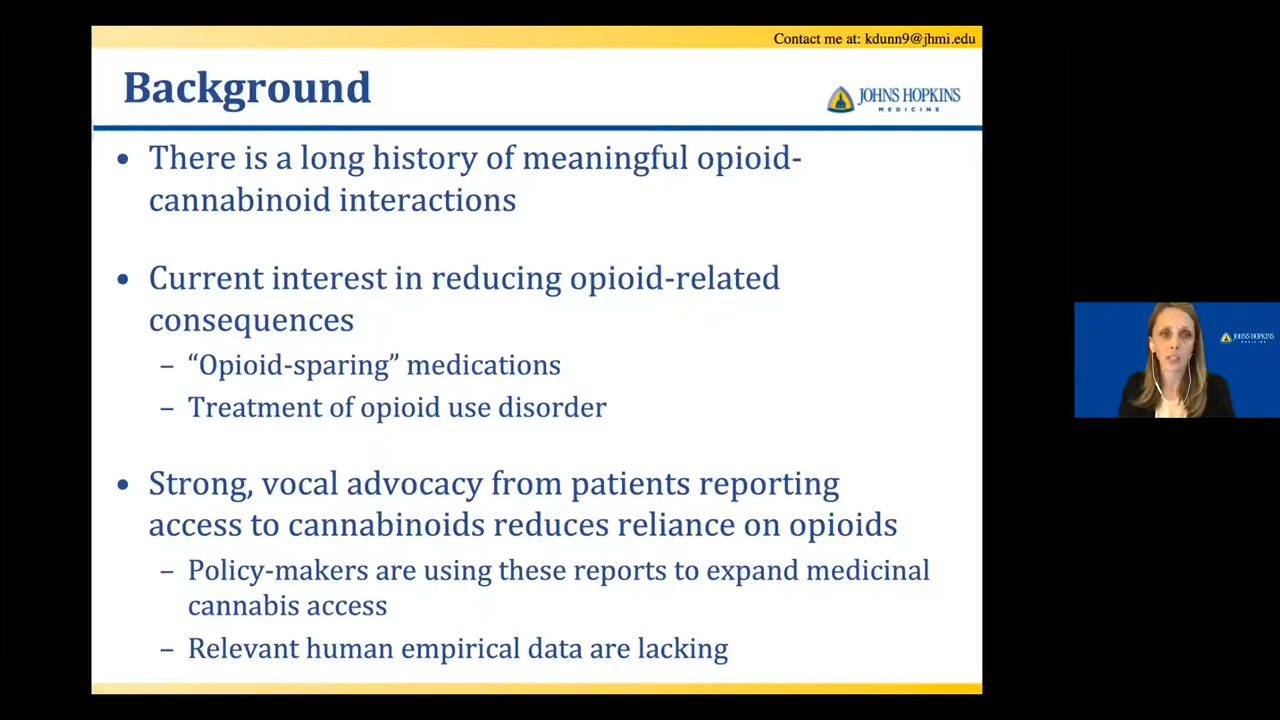 Contact me at: kdunn9@jhmi.edu
Background
JOHNS HOPKINS
MEDICINE
• There is a long history of meaningful opioid-
cannabinoid interactions
• Current interest in reducing opioid-related
consequences
– “Opioid-sparing” medications
– Treatment of opioid use disorder
• Strong, vocal advocacy from patients reporting
access to cannabinoids reduces reliance on opioids
– Policy-makers are using these reports to expand medicinal
cannabis access
– Relevant human empirical data are lacking
JOHNS HOPKINS
MEDICINE